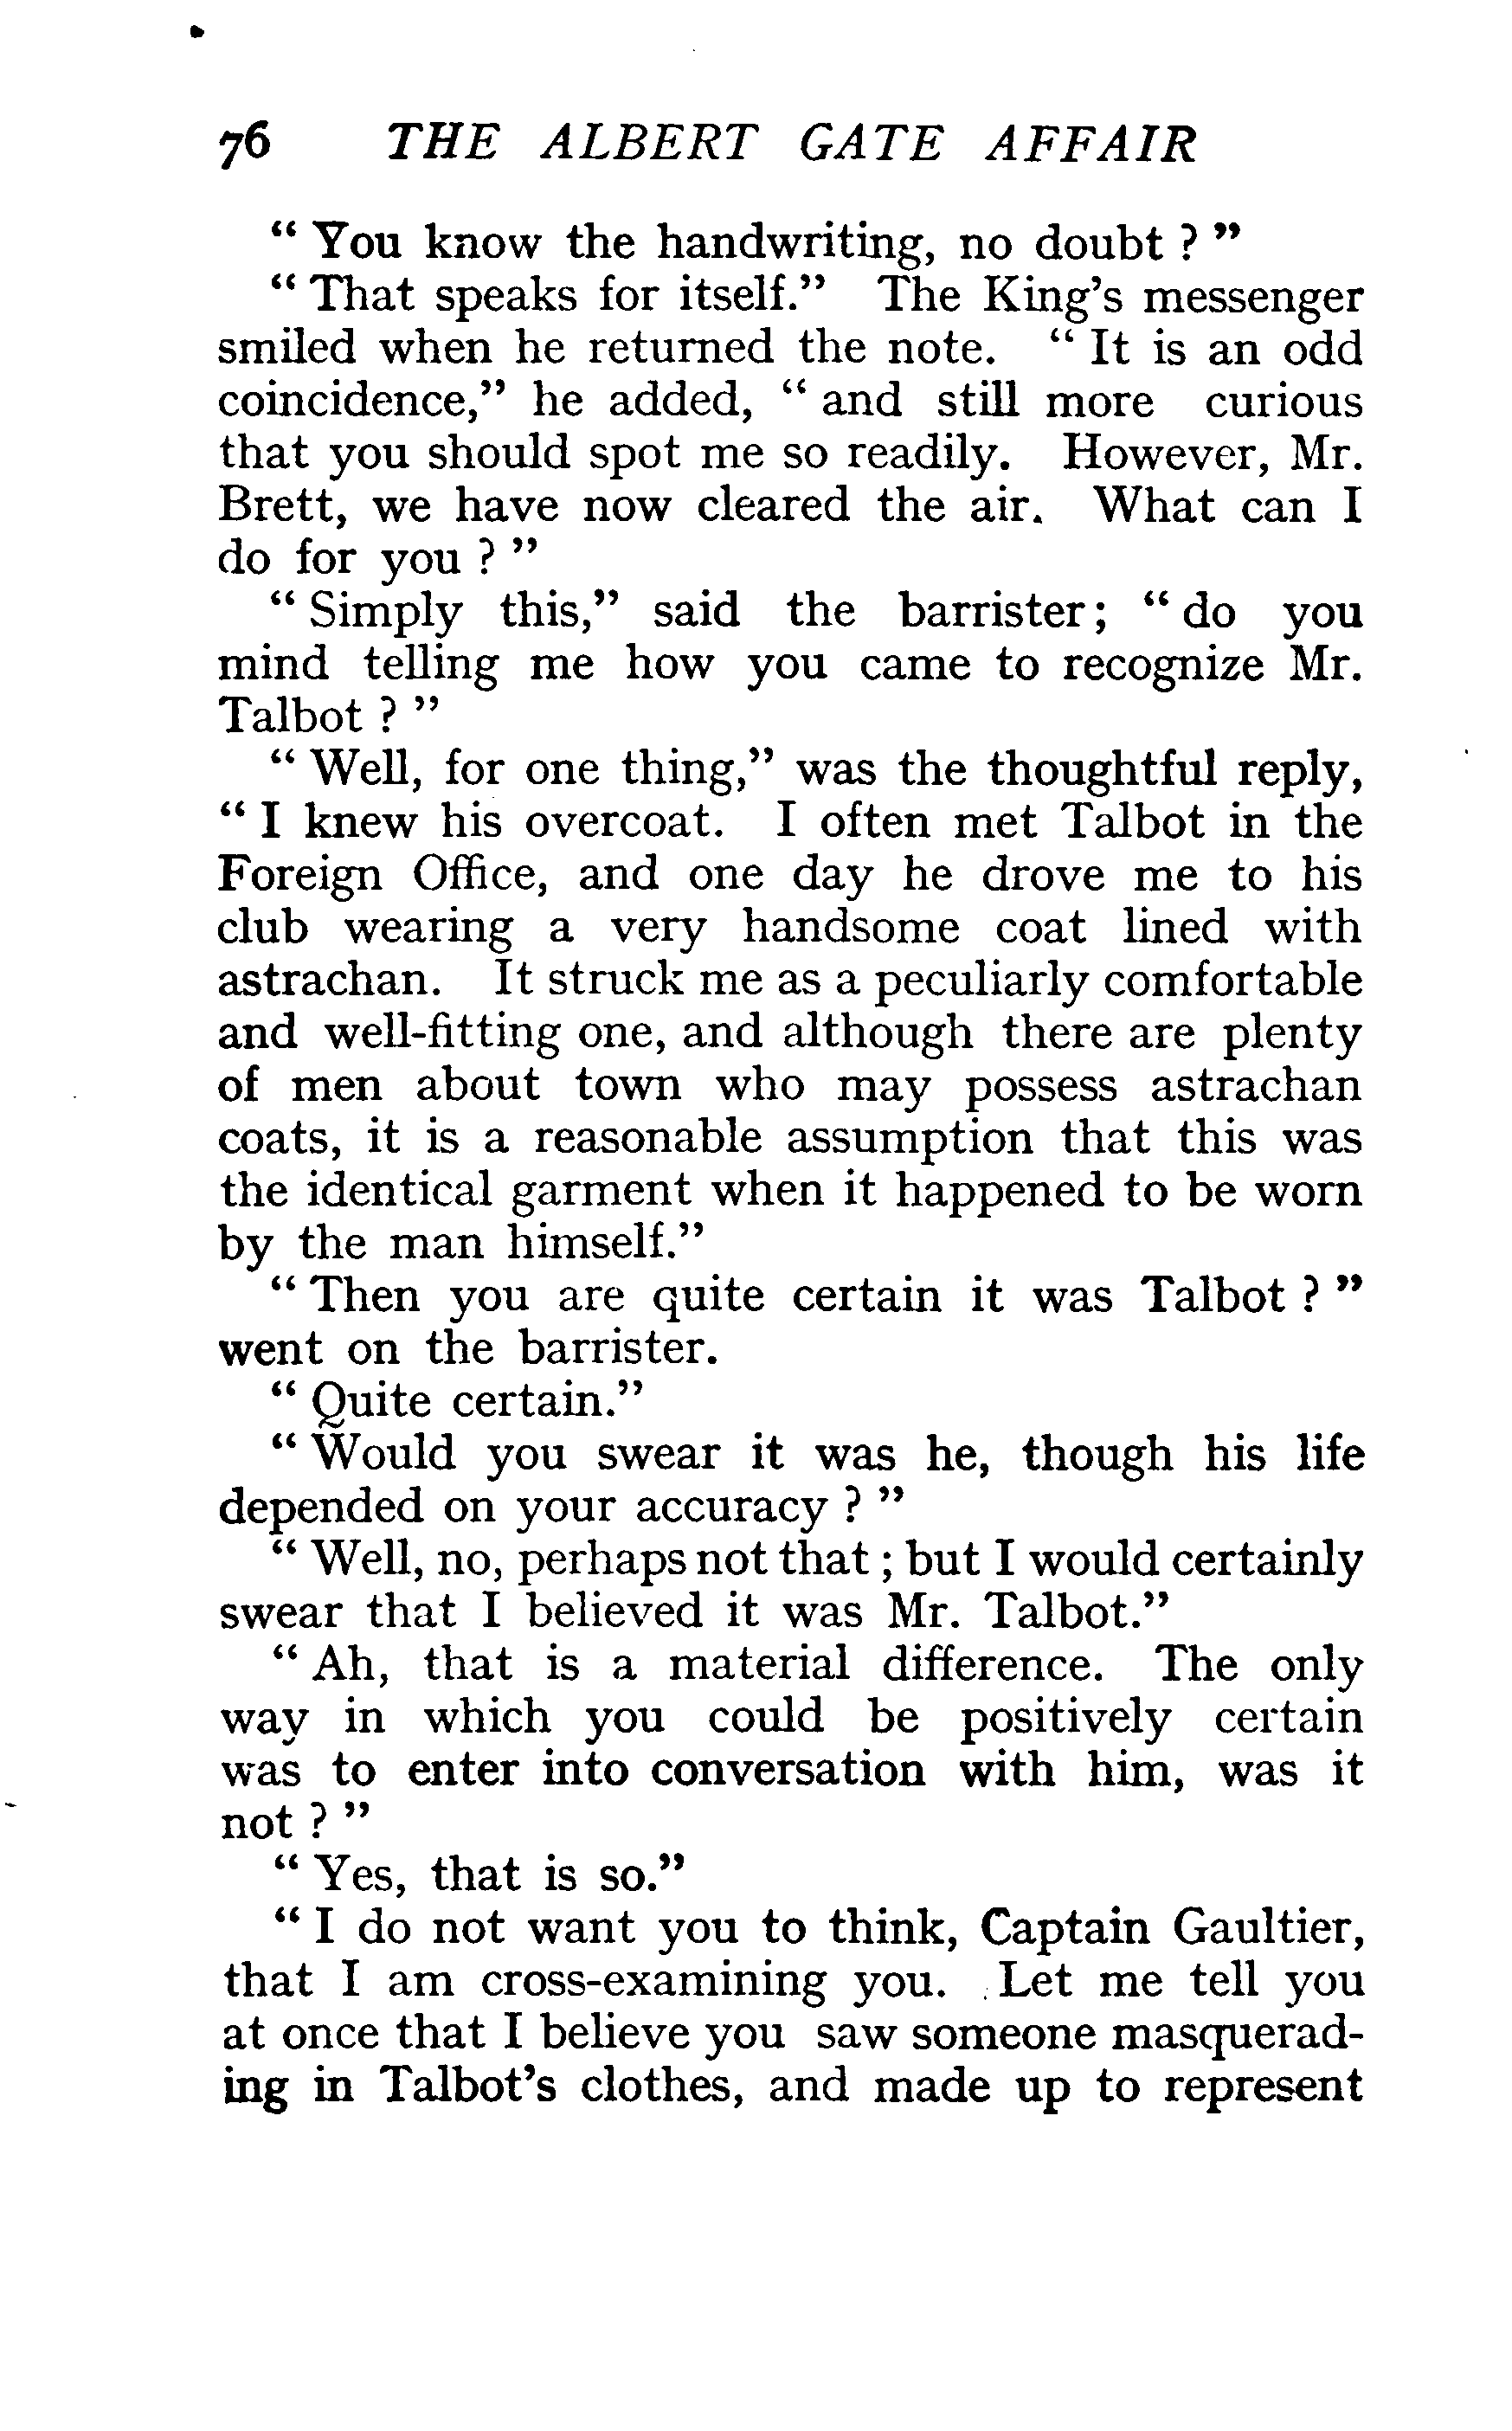 76 THE ALBERT GATE AFFAIR
“ You know the handwriting, no doubt ? ”
“ That speaks for itself.” The King’s messenger
smiled when he returned the note. “ It is an odd
coincidence,” he added, “ and still more curious
that you should spot me so readily. However, Mr.
Brett, we have now cleared the air. What can I
do for you ? ”
“ Simply this,” said the barrister; “ do you
mind telling me how you came to recognize Mr.
Talbot ? ”
“ Well, for one thing,” was the thoughtful reply,
“ I knew his overcoat. I often met Talbot in the
Foreign Office, and one day he drove me to his
club wearing a very handsome coat lined with
astrachan. It struck me as a peculiarly comfortable
and well-fitting one, and although there are plenty
of men about town who may possess astrachan
coats, it is a reasonable assumption that this was
the identical garment when it happened to be worn
by the man himself.”
“ Then you are quite certain it was Talbot ? ”
went on the barrister.
“ Quite certain.”
“ Would you swear it was he, though his life
depended on your accuracy ? ”
“ Well, no, perhaps not that ; but I would certainly
swear that I believed it was Mr. Talbot.”
“ Ah, that is a material difference. The only
way in which you could be positively certain
was to enter into conversation with him, was it
not ? ”
“ Yes, that is so.”
“ I do not want you to think, Captain Gaultier,
that I am cross-examining you. Let me tell you
at once that I believe you saw someone masquerad-
ing in Talbot’s clothes, and made up to represent